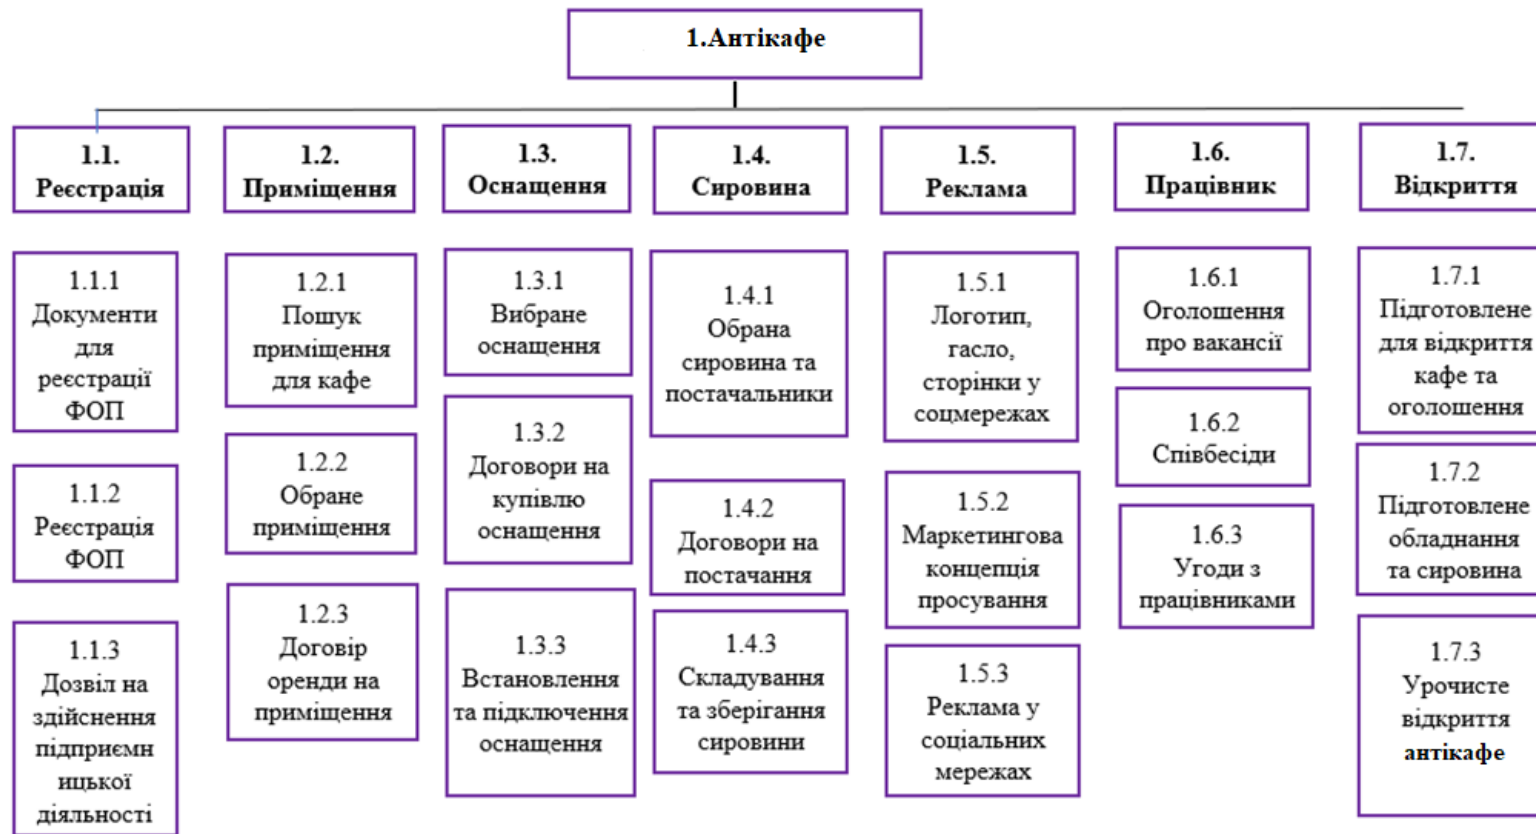 1.Антікафе
1.1.
Реєстрація
1.2.
Приміщення
1.3.
Оснащення
1.4.
Сировина
1.5.
Реклама
1.6.
Працівник
1.7.
Відкриття
1.1.1
Документи
для
реєстрації
ФОП
1.1.2
Реєстрація
ФОП
1.1.3
Дозвіл на
здійснення
підприємн
ицької
діяльності
1.2.1
Пошук
приміщення
для кафе
1.2.2
Обране
приміщення
1.2.3
Договір
оренди на
приміщення
1.3.1
Вибране
оснащення
1.3.2
Договори на
купівлю
оснащення
1.3.3
Встановлення
та підключення
оснащення
1.4.1
Обрана
сировина та
постачальники
1.4.2
Договори на
постачання
1.4.3
Складування
та зберігання
сировини
1.5.1
Логотип,
гасло,
сторінки у
соцмережах
1.5.2
Маркетингова
концепція
просування
1.5.3
Реклама у
соціальних
мережах
1.6.1
Оголошення
про вакансії
1.6.2
Співбесіди
1.6.3
Угоди з
працівниками
1.7.1
Підготовлене
для відкриття
кафе та
оголошення
1.7.2
Підготовлене
обладнання
та сировина
1.7.3
Урочисте
відкриття
антікафе